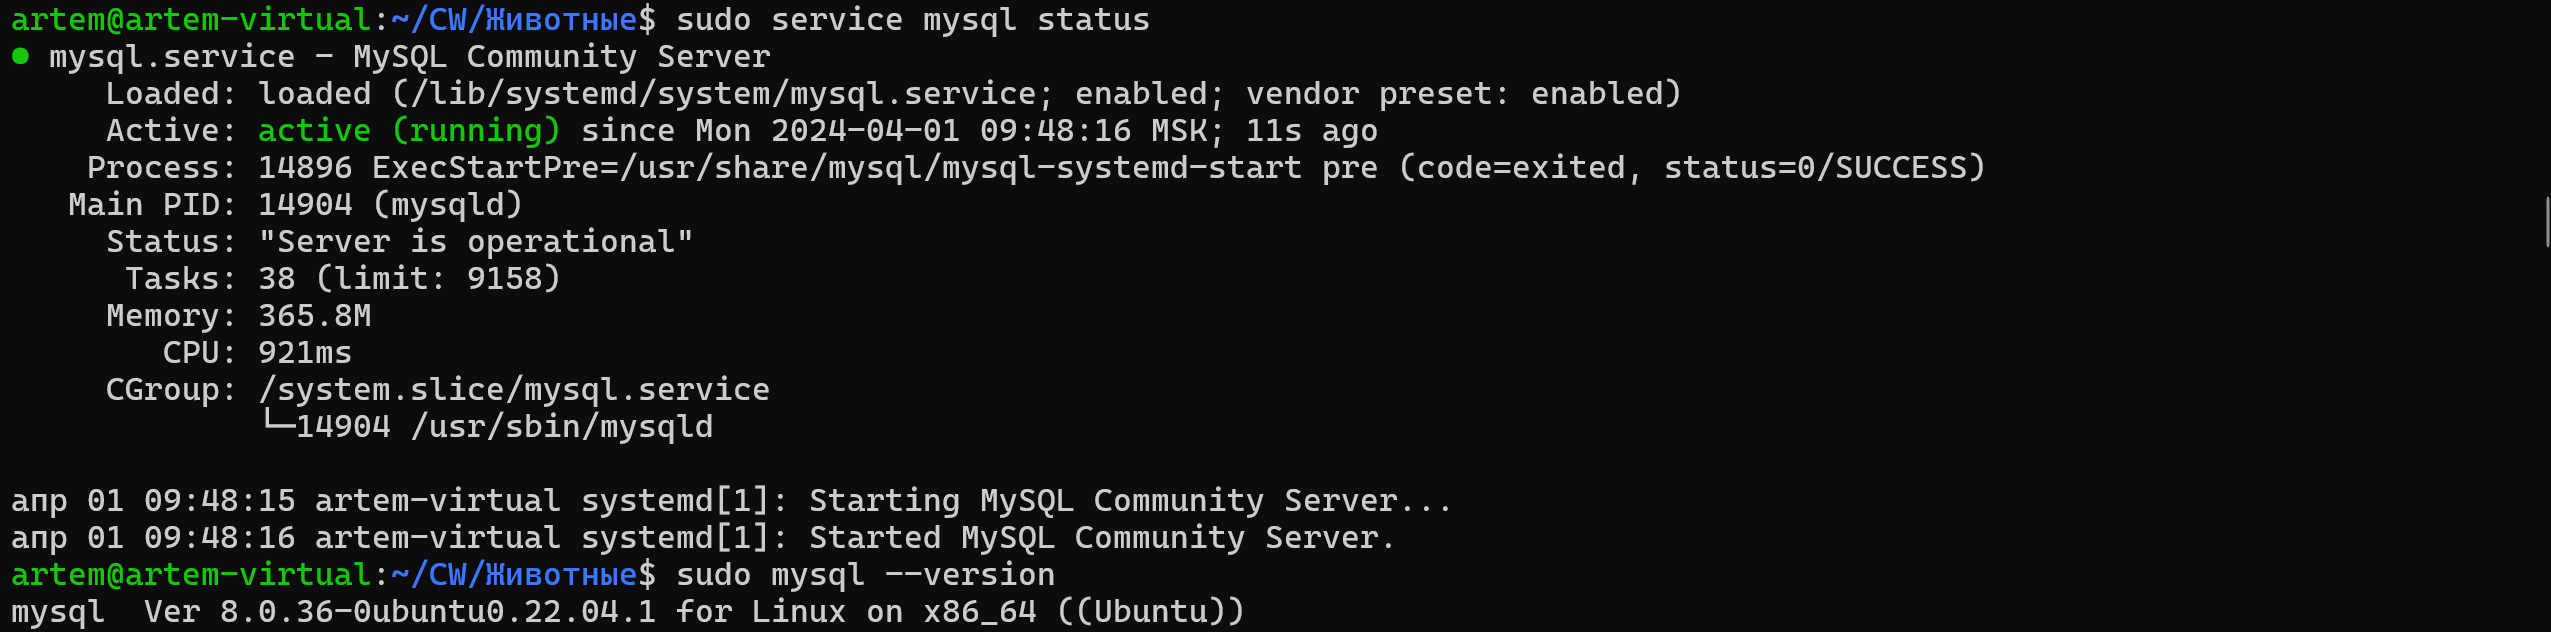 artem@artem-virtual:~/CW/Животные$ sudo service mysql status
● mysql.service - MySQL Community Server
Loaded: loaded (/lib/systemd/system/mysql.service; enabled; vendor preset: enabled)
Active: active (running) since Mon 2024-04-01 09:48:16 MSK; 11s ago
Process: 14896 ExecStartPre=/usr/share/mysql/mysql-systemd-start pre (code=exited, status=0/SUCCESS)
Main PID: 14904 (mysqld)
Status: "Server is operational"
Tasks: 38 (limit: 9158)
Memory: 365.8M
CPU: 921ms
CGroup: /system.slice/mysql.service
└─14904 /usr/sbin/mysqld
апр 01 09:48:15 artem-virtual systemd[1]: Starting MySQL Community Server...
апр 01 09:48:16 artem-virtual systemd[1]: Started MySQL Community Server.
artem@artem-virtual:~/CW/Животные$ sudo mysql --version
mysql  Ver 8.0.36-0ubuntu0.22.04.1 for Linux on x86_64 ((Ubuntu))